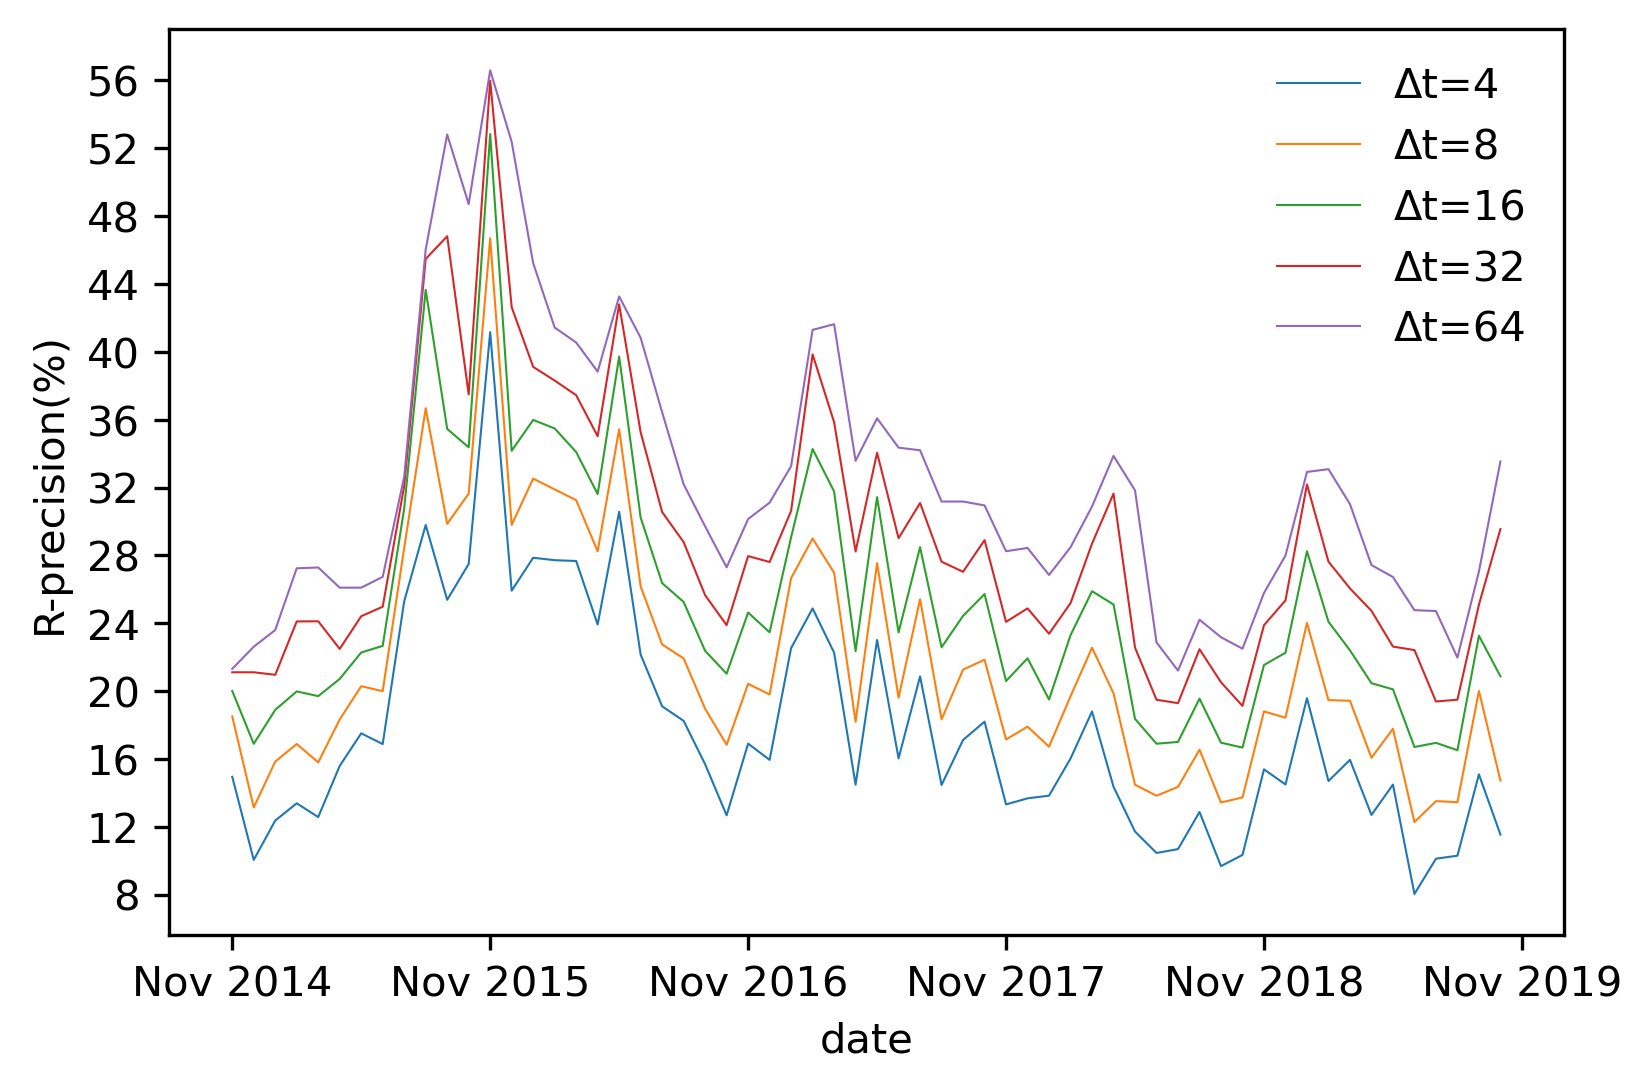 R-precision(%)
56
52
48
44
40
36
32
28
24
20
16
12
8
Δt=4
Δt=8
Δt=16
Δt=32
Δt=64
Nov 2014 Nov 2015 Nov 2016 Nov 2017 Nov 2018 Nov 2019
date